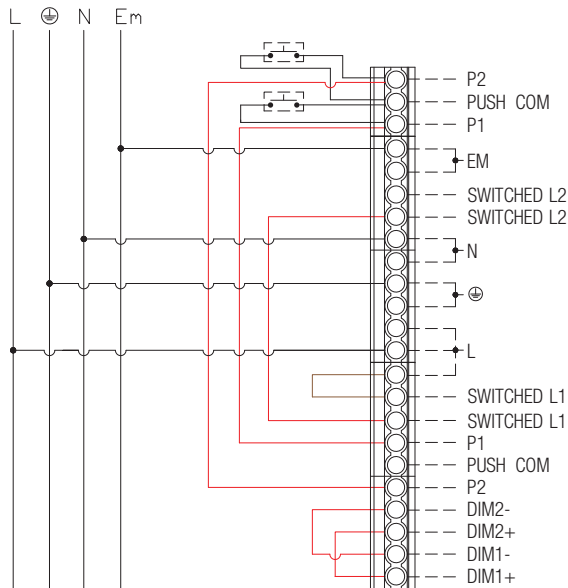 L ⏚ N Em
P2
PUSH COM
P1
EM
SWITCHED L2
SWITCHED L2
N
⏚
L
SWITCHED L1
SWITCHED L1
P1
PUSH COM
P2
DIM2-
DIM2+
DIM1-
DIM1+